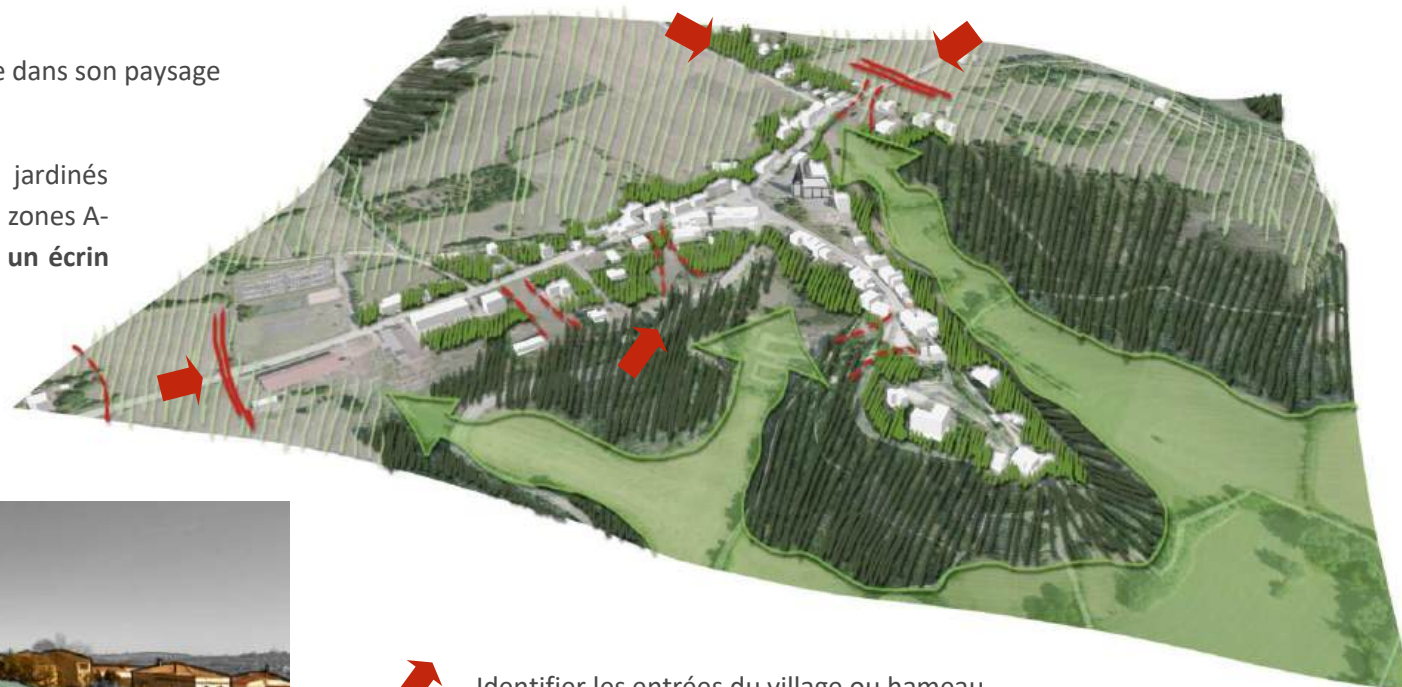 e dans son paysage
jardinés
zones A-
un écrin
Identifier les entrées du village ou hameau